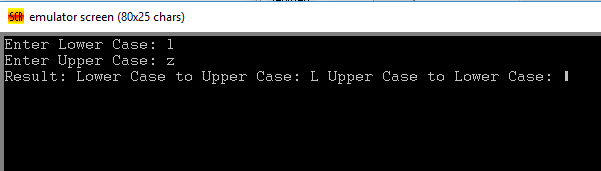 SCR emulator screen (80x25 chars)
Enter Lower Case: l
Enter Upper Case: z
Result: Lower Case to Upper Case: L Upper Case to Lower Case: